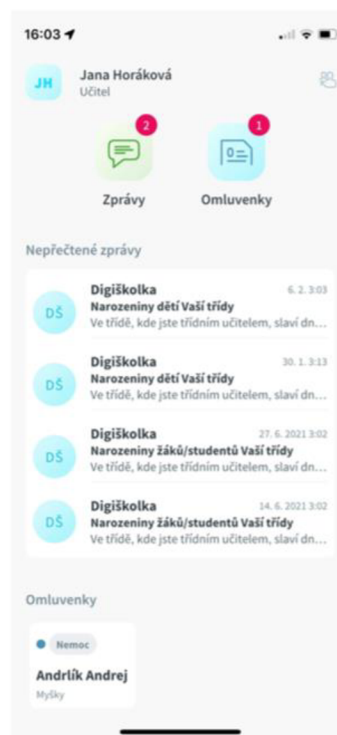 16:03
JH
Jana Horáková
Učitel
2
1
Zprávy
Omluvenky
Nepřečtené zprávy
DŠ
Digiškolka 6. 2. 3:03
Narozeniny dětí Vaší třídy
Ve třídě, kde jste třídním učitelem, slaví dn...
DŠ
Digiškolka 30. 1. 3:13
Narozeniny dětí Vaší třídy
Ve třídě, kde jste třídním učitelem, slaví dn...
DŠ
Digiškolka 27. 6. 2021 3:02
Narozeniny žáků/studentů Vaší třídy
Ve třídě, kde jste třídním učitelem, slaví dn...
DŠ
Digiškolka 14. 6. 2021 3:02
Narozeniny žáků/studentů Vaší třídy
Ve třídě, kde jste třídním učitelem, slaví dn...
Omluvenky
Nemoc
Andrlík Andrej
Myšky